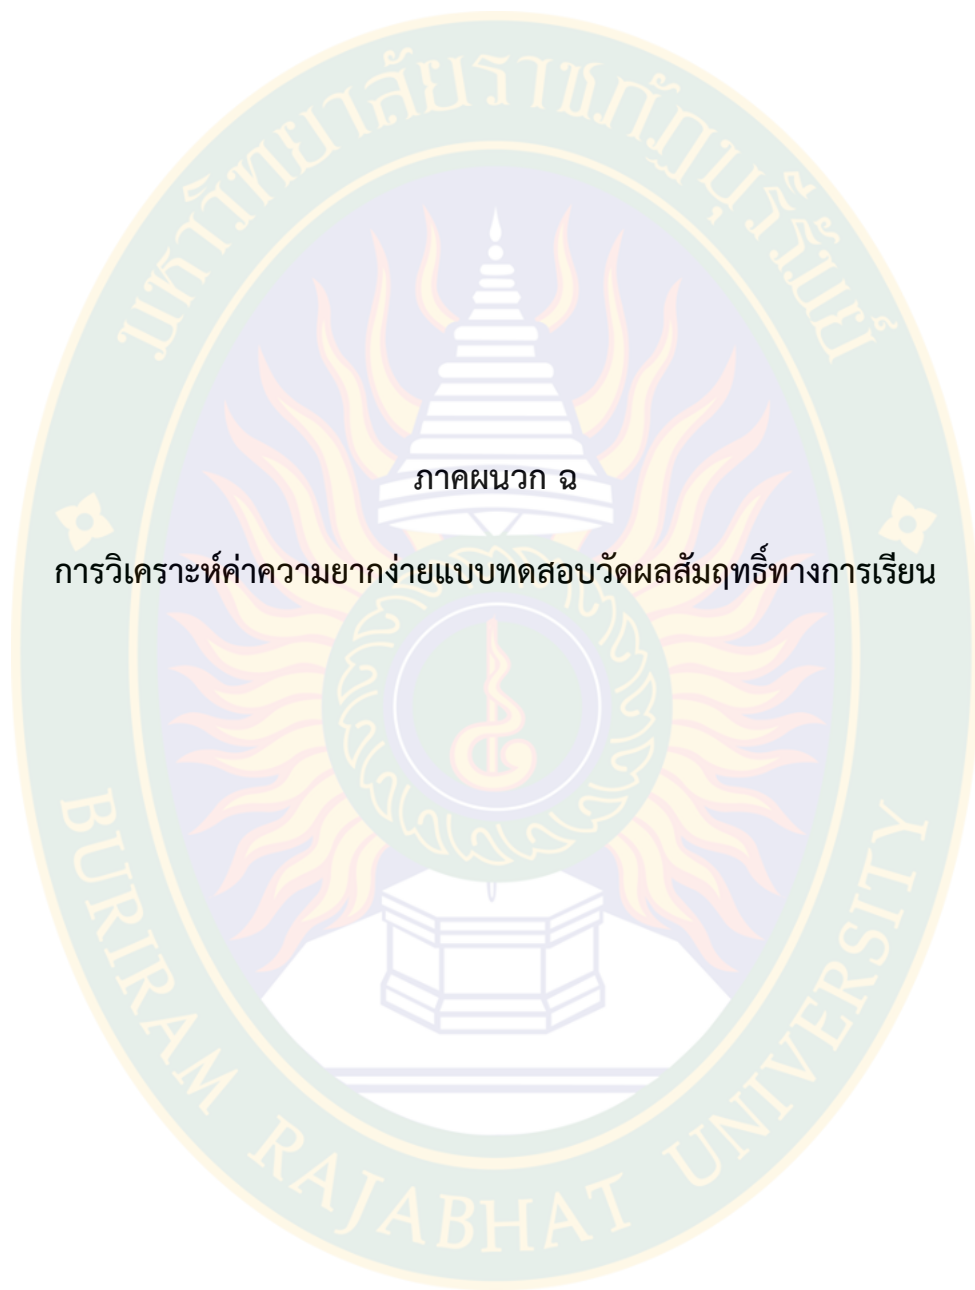 มหาวิทยาลัยราชภัฏบุรีรัมย์
ภาคผนวก ฉ
การวิเคราะห์ค่าความยากง่ายแบบทดสอบวัดผลสัมฤทธิ์ทางการเรียน
BURIRAM RAJABHAT UNIVERSITY